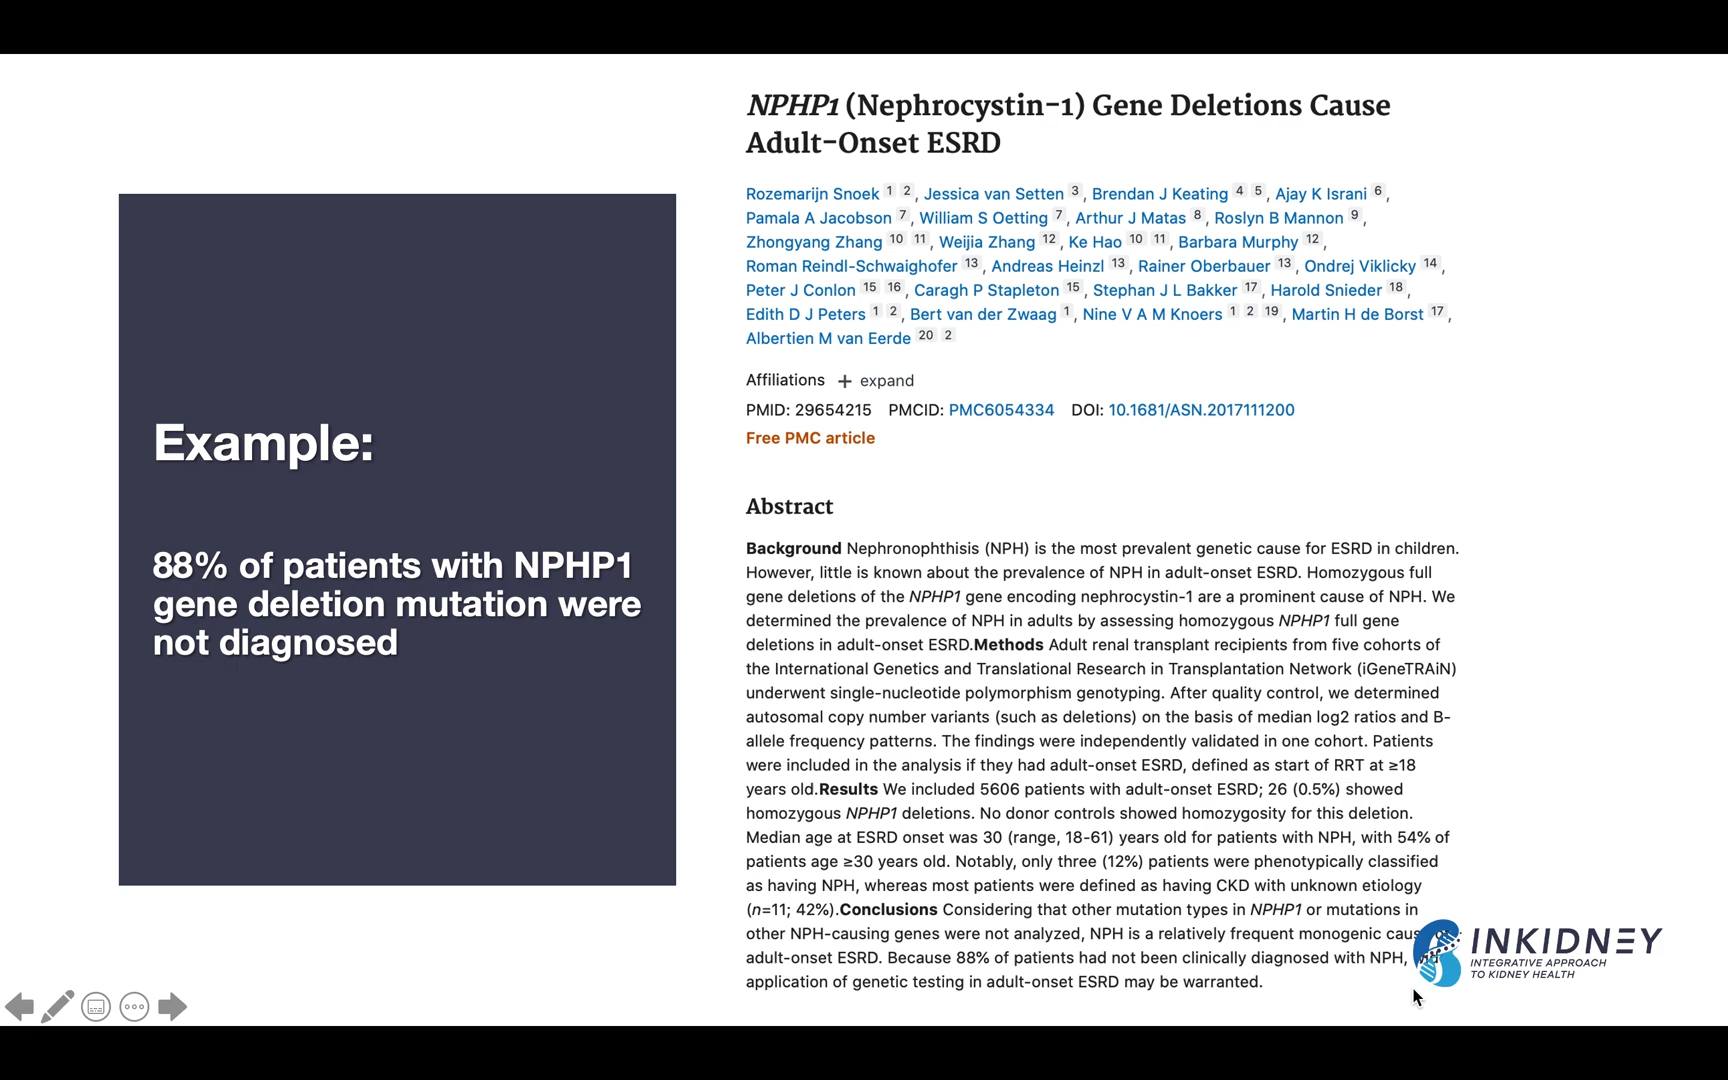 Example:
88% of patients with NPHP1
gene deletion mutation were
not diagnosed
NPHP1 (Nephrocystin-1) Gene Deletions Cause
Adult-Onset ESRD
Rozemarijn Snoek 1 2, Jessica van Setten 3, Brendan J Keating 4 5, Ajay K Israni 6,
Pamala A Jacobson 7, William S Oetting 7, Arthur J Matas 8, Roslyn B Mannon 9,
Zhongyang Zhang 10 11, Weijia Zhang 12, Ke Hao 10 11, Barbara Murphy 12,
Roman Reindl-Schwaighofer 13, Andreas Heinzl 13, Rainer Oberbauer 13, Ondrej Viklicky 14,
Peter J Conlon 15 16, Caragh P Stapleton 15, Stephan J L Bakker 17, Harold Snieder 18,
Edith D J Peters 1 2, Bert van der Zwaag 1, Nine V A M Knoers 1 2 19, Martin H de Borst 17,
Albertien M van Eerde 20 2
Affiliations + expand
PMID: 29654215 PMCID: PMC6054334 DOI: 10.1681/ASN.2017111200
Free PMC article
Abstract
Background Nephronophthisis (NPH) is the most prevalent genetic cause for ESRD in children.
However, little is known about the prevalence of NPH in adult-onset ESRD. Homozygous full
gene deletions of the NPHP1 gene encoding nephrocystin-1 are a prominent cause of NPH. We
determined the prevalence of NPH in adults by assessing homozygous NPHP1 full gene
deletions in adult-onset ESRD.Methods Adult renal transplant recipients from five cohorts of
the International Genetics and Translational Research in Transplantation Network (iGeneTRAiN)
underwent single-nucleotide polymorphism genotyping. After quality control, we determined
autosomal copy number variants (such as deletions) on the basis of median log2 ratios and B-
allele frequency patterns. The findings were independently validated in one cohort. Patients
were included in the analysis if they had adult-onset ESRD, defined as start of RRT at ≥18
years old.Results We included 5606 patients with adult-onset ESRD; 26 (0.5%) showed
homozygous NPHP1 deletions. No donor controls showed homozygosity for this deletion.
Median age at ESRD onset was 30 (range, 18-61) years old for patients with NPH, with 54% of
patients age ≥30 years old. Notably, only three (12%) patients were phenotypically classified
as having NPH, whereas most patients were defined as having CKD with unknown etiology
(n=11; 42%).Conclusions Considering that other mutation types in NPHP1 or mutations in
other NPH-causing genes were not analyzed, NPH is a relatively frequent monogenic
adult-onset ESRD. Because 88% of patients had not been clinically diagnosed with NPH,
application of genetic testing in adult-onset ESRD may be warranted.
INKIDNEY
INTEGRATIVE APPROACH
TO KIDNEY HEALTH